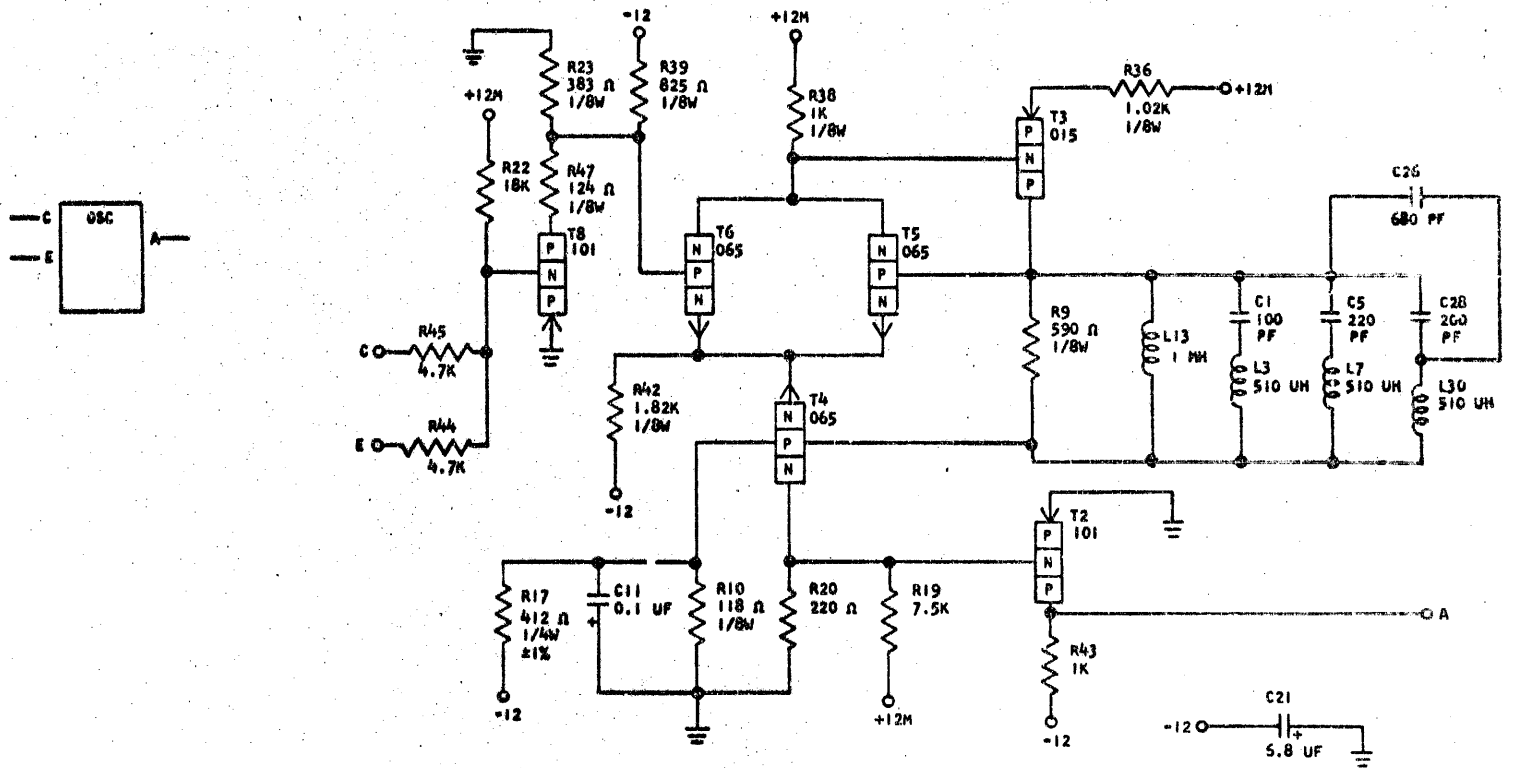 C
OSC
A
E
-12
+12M
R23
383 Ω
1/8W
R39
825 Ω
1/8W
+12M
R38
1K
1/8W
R36
1.02K
1/8W
+12M
T3
015
P
N
P
R22
18K
R47
124 Ω
1/8W
T8
101
P
N
P
T6
065
N
P
N
T5
065
N
P
N
C26
680 PF
R9
590 Ω
1/8W
L13
1 MH
C1
100
PF
L3
510 UH
C5
220
PF
L7
510 UH
C28
200
PF
L30
510 UH
C
R45
4.7K
E
R44
4.7K
R42
1.82K
1/8W
-12
T4
065
N
P
N
T2
101
P
N
P
R17
412 Ω
1/4W
±1%
-12
C11
0.1 UF
+
R10
118 Ω
1/8W
R20
220 Ω
R19
7.5K
+12M
A
R43
1K
-12
-12
C21
+
6.8 UF